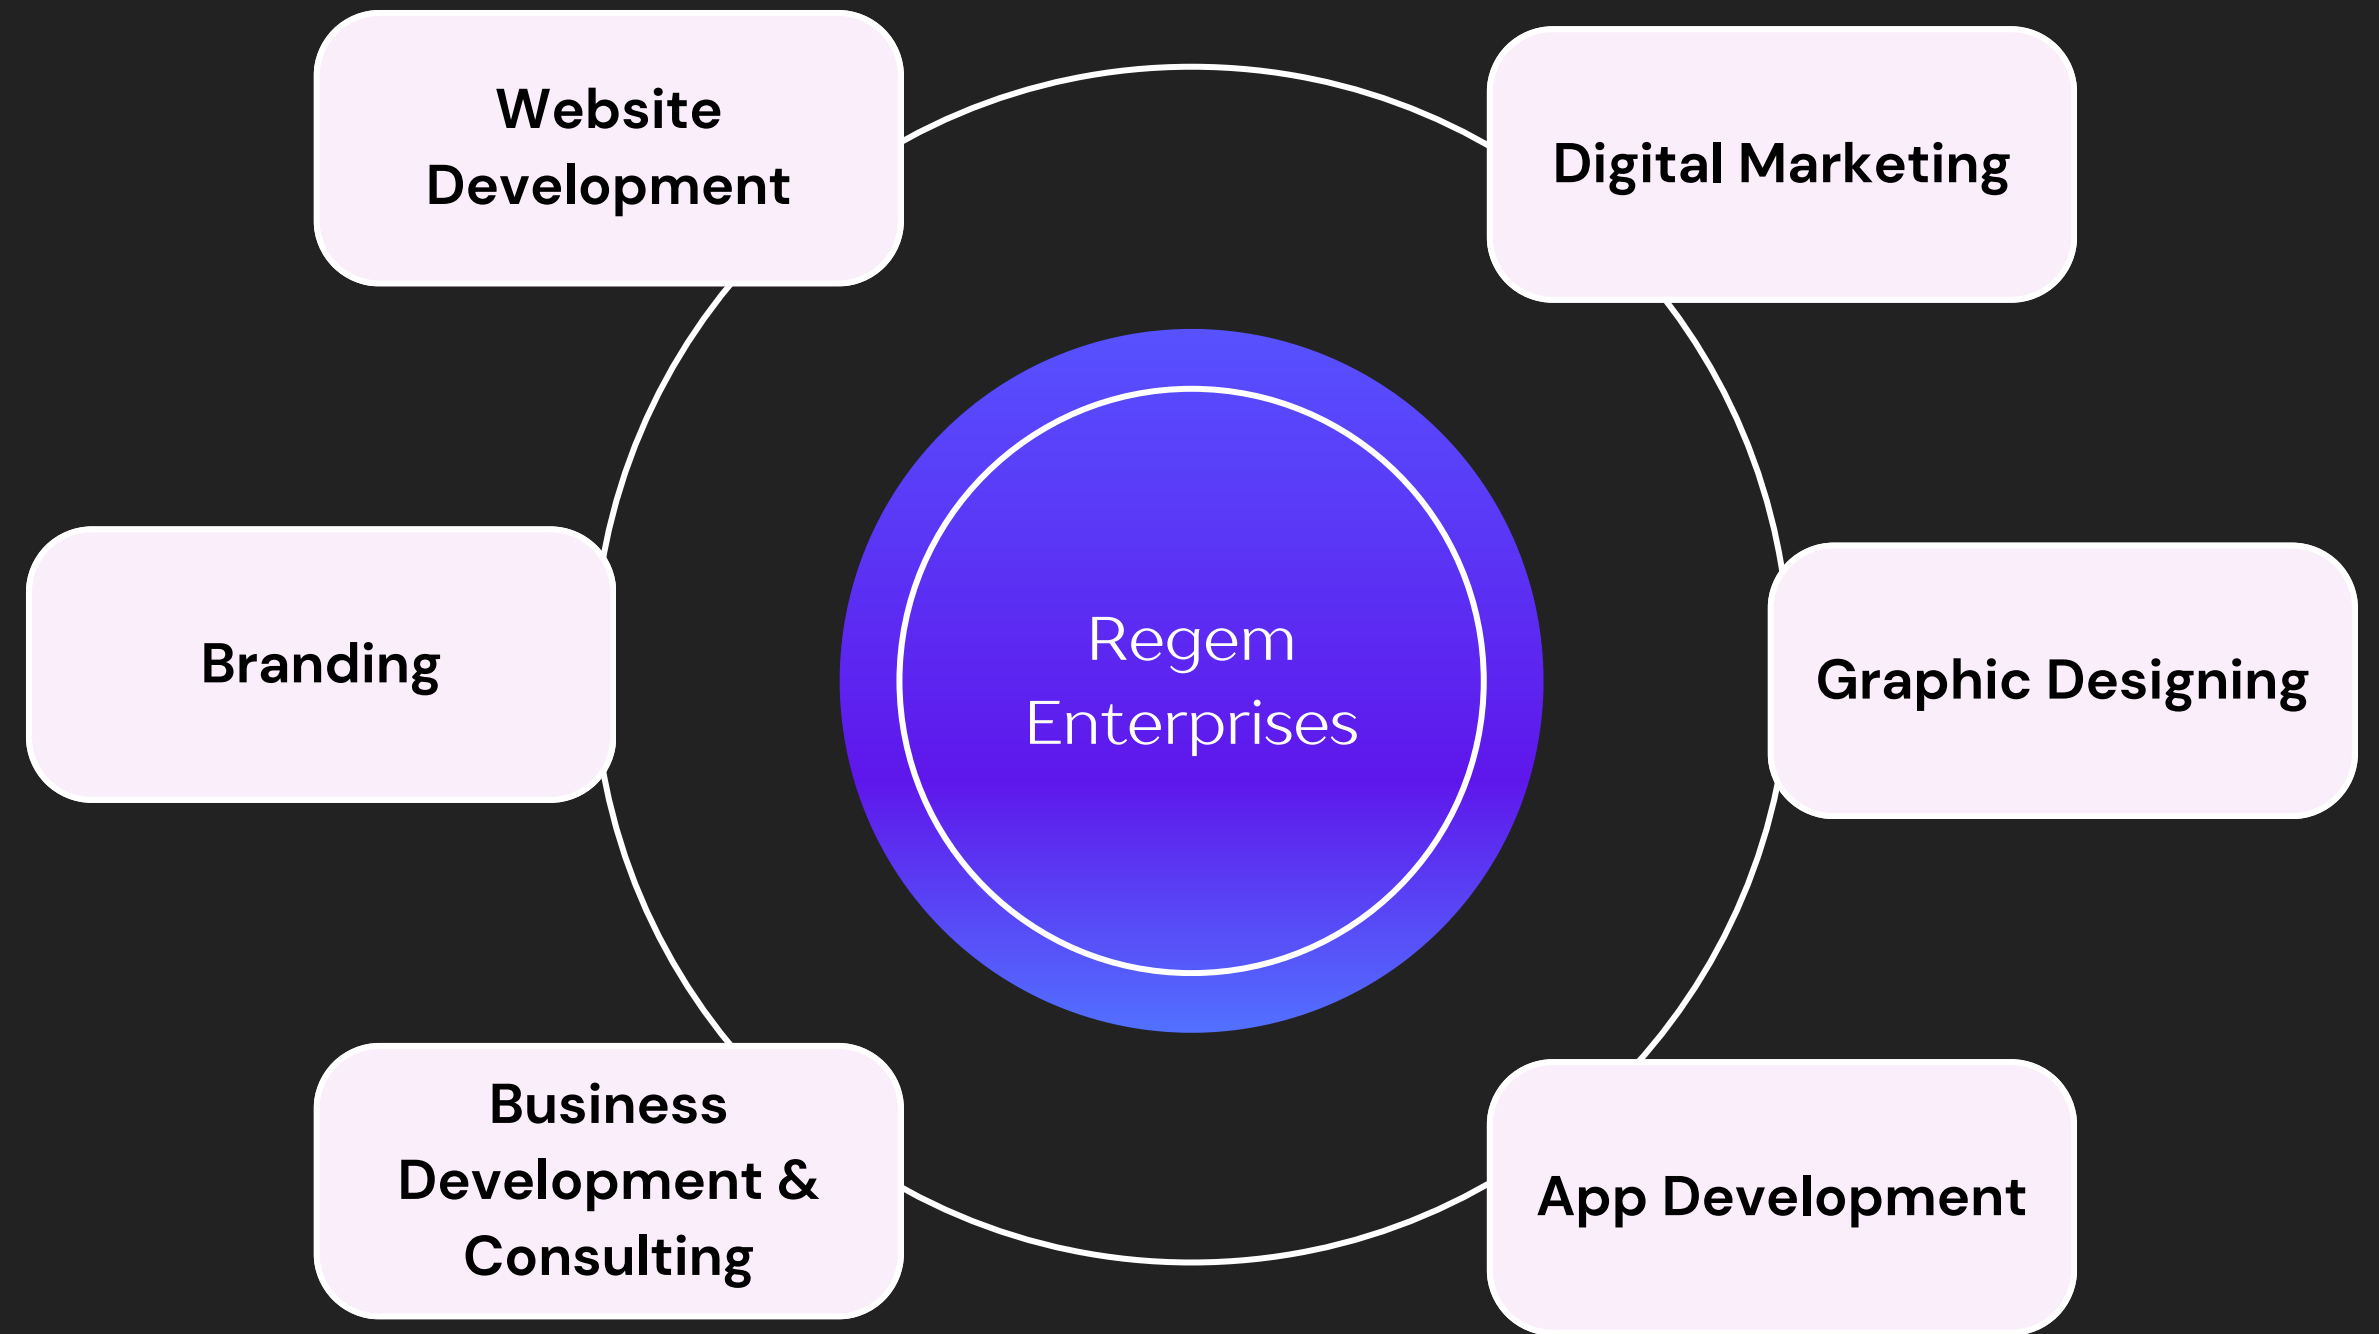 Website
Development
Digital Marketing
Branding
Regem
Enterprises
Graphic Designing
Business
Development &
Consulting
App Development